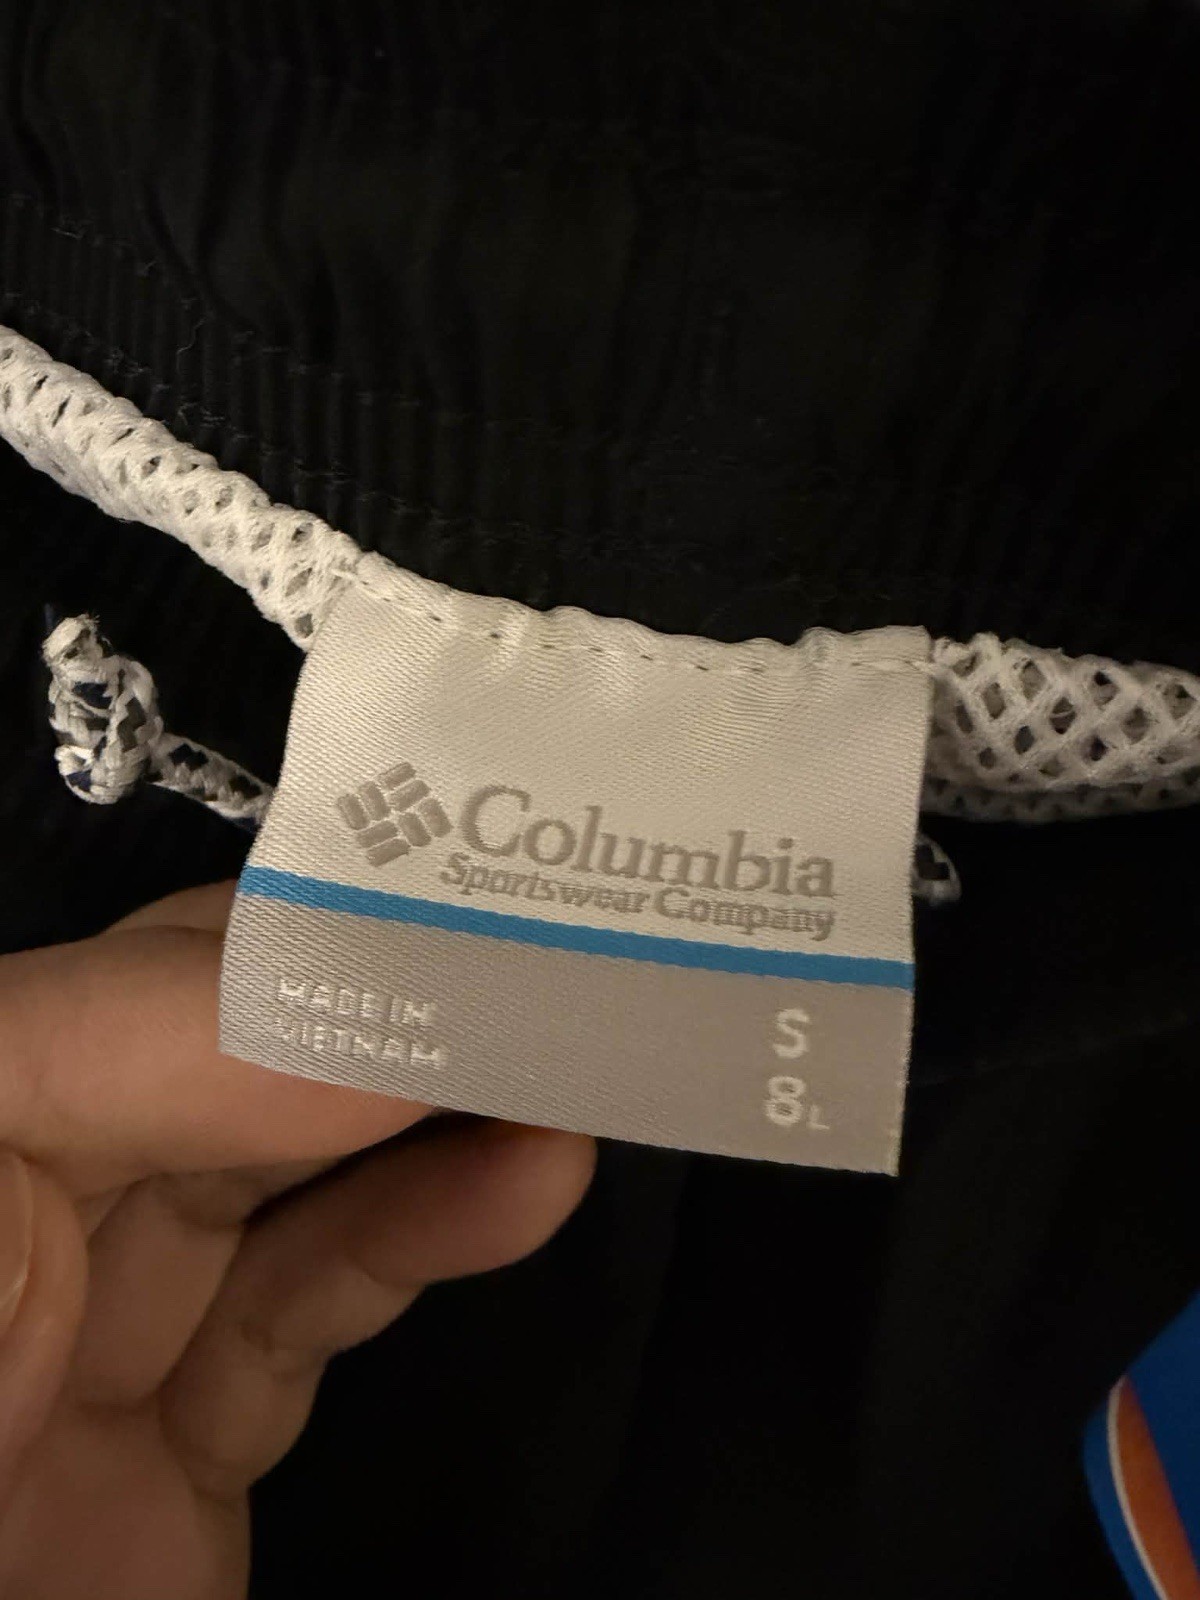 Columbia
Sportswear Company
MADE IN
VIETNAM
S
8L